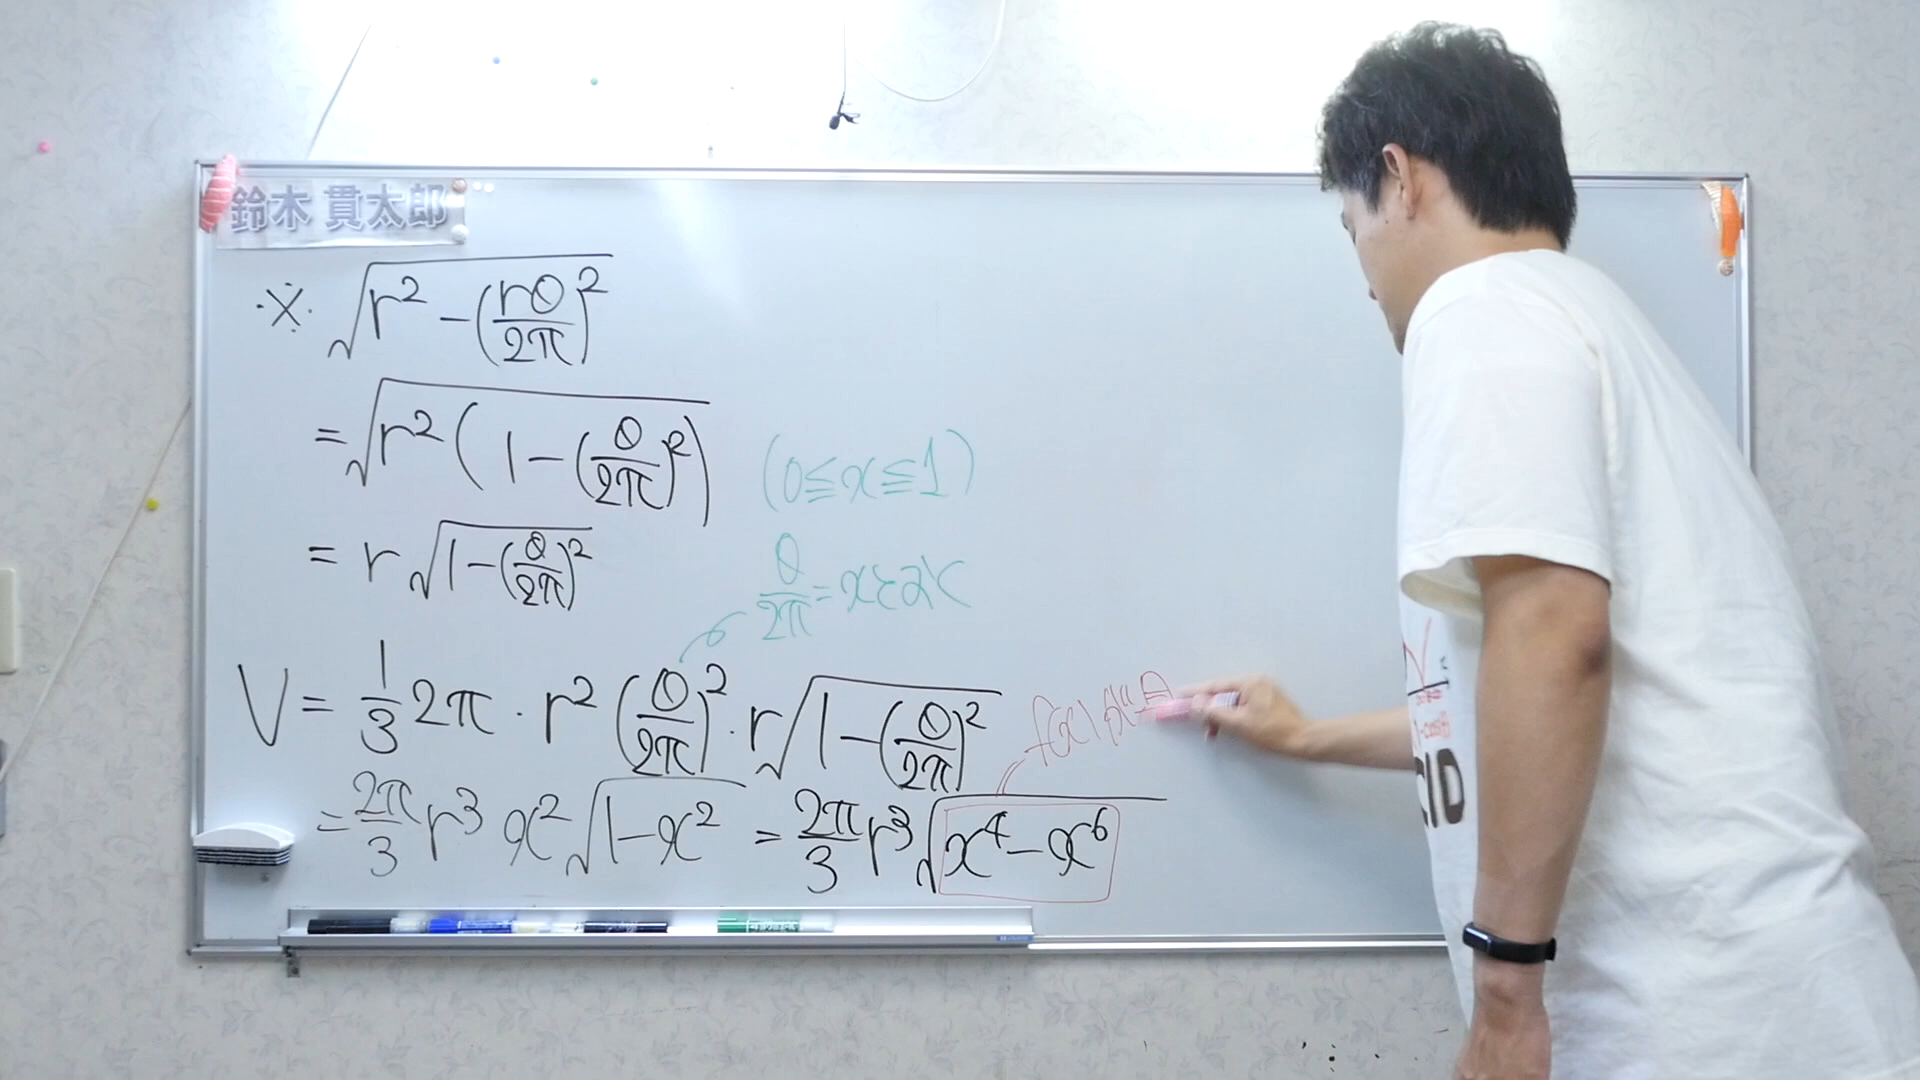 鈴木 貫太郎
※ √(r² − (rθ/2π)²)
= √(r² (1 − (θ/2π)²))
(0 ≦ x ≦ 1)
= r √(1 − (θ/2π)²)
θ/2π = xとおく
V = 1/3 2π · r² (θ/2π)² · r √(1 − (θ/2π)²)
f(x)
= 2π/3 r³ x² √(1 − x²) = 2π/3 r³ √(x⁴ − x⁶)
CID